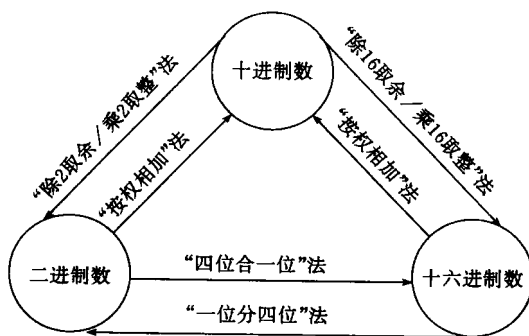 十进制数
“除2取余/乘2取整”法
“除16取余/乘16取整”法
“按权相加”法
“按权相加”法
二进制数
“四位合一位”法
十六进制数
“一位分四位”法